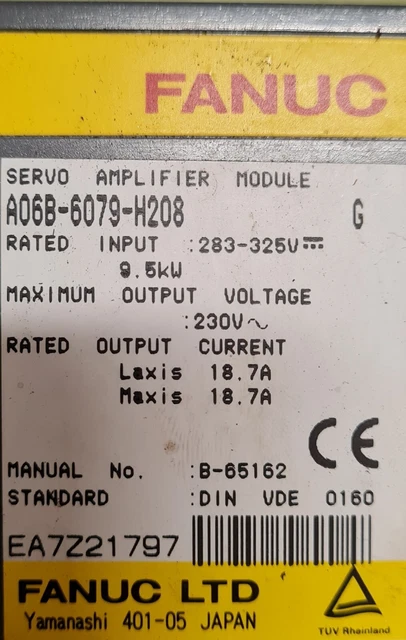 FANUC
SERVO AMPLIFIER MODULE
A06B-6079-H208 G
RATED INPUT :283-325V⎓
9.5kW
MAXIMUM OUTPUT VOLTAGE
:230V~
RATED OUTPUT CURRENT
Laxis 18.7A
Maxis 18.7A
CE
MANUAL No. :B-65162
STANDARD :DIN VDE 0160
EA7Z21797
FANUC LTD
Yamanashi 401-05 JAPAN
TUV Rheinland